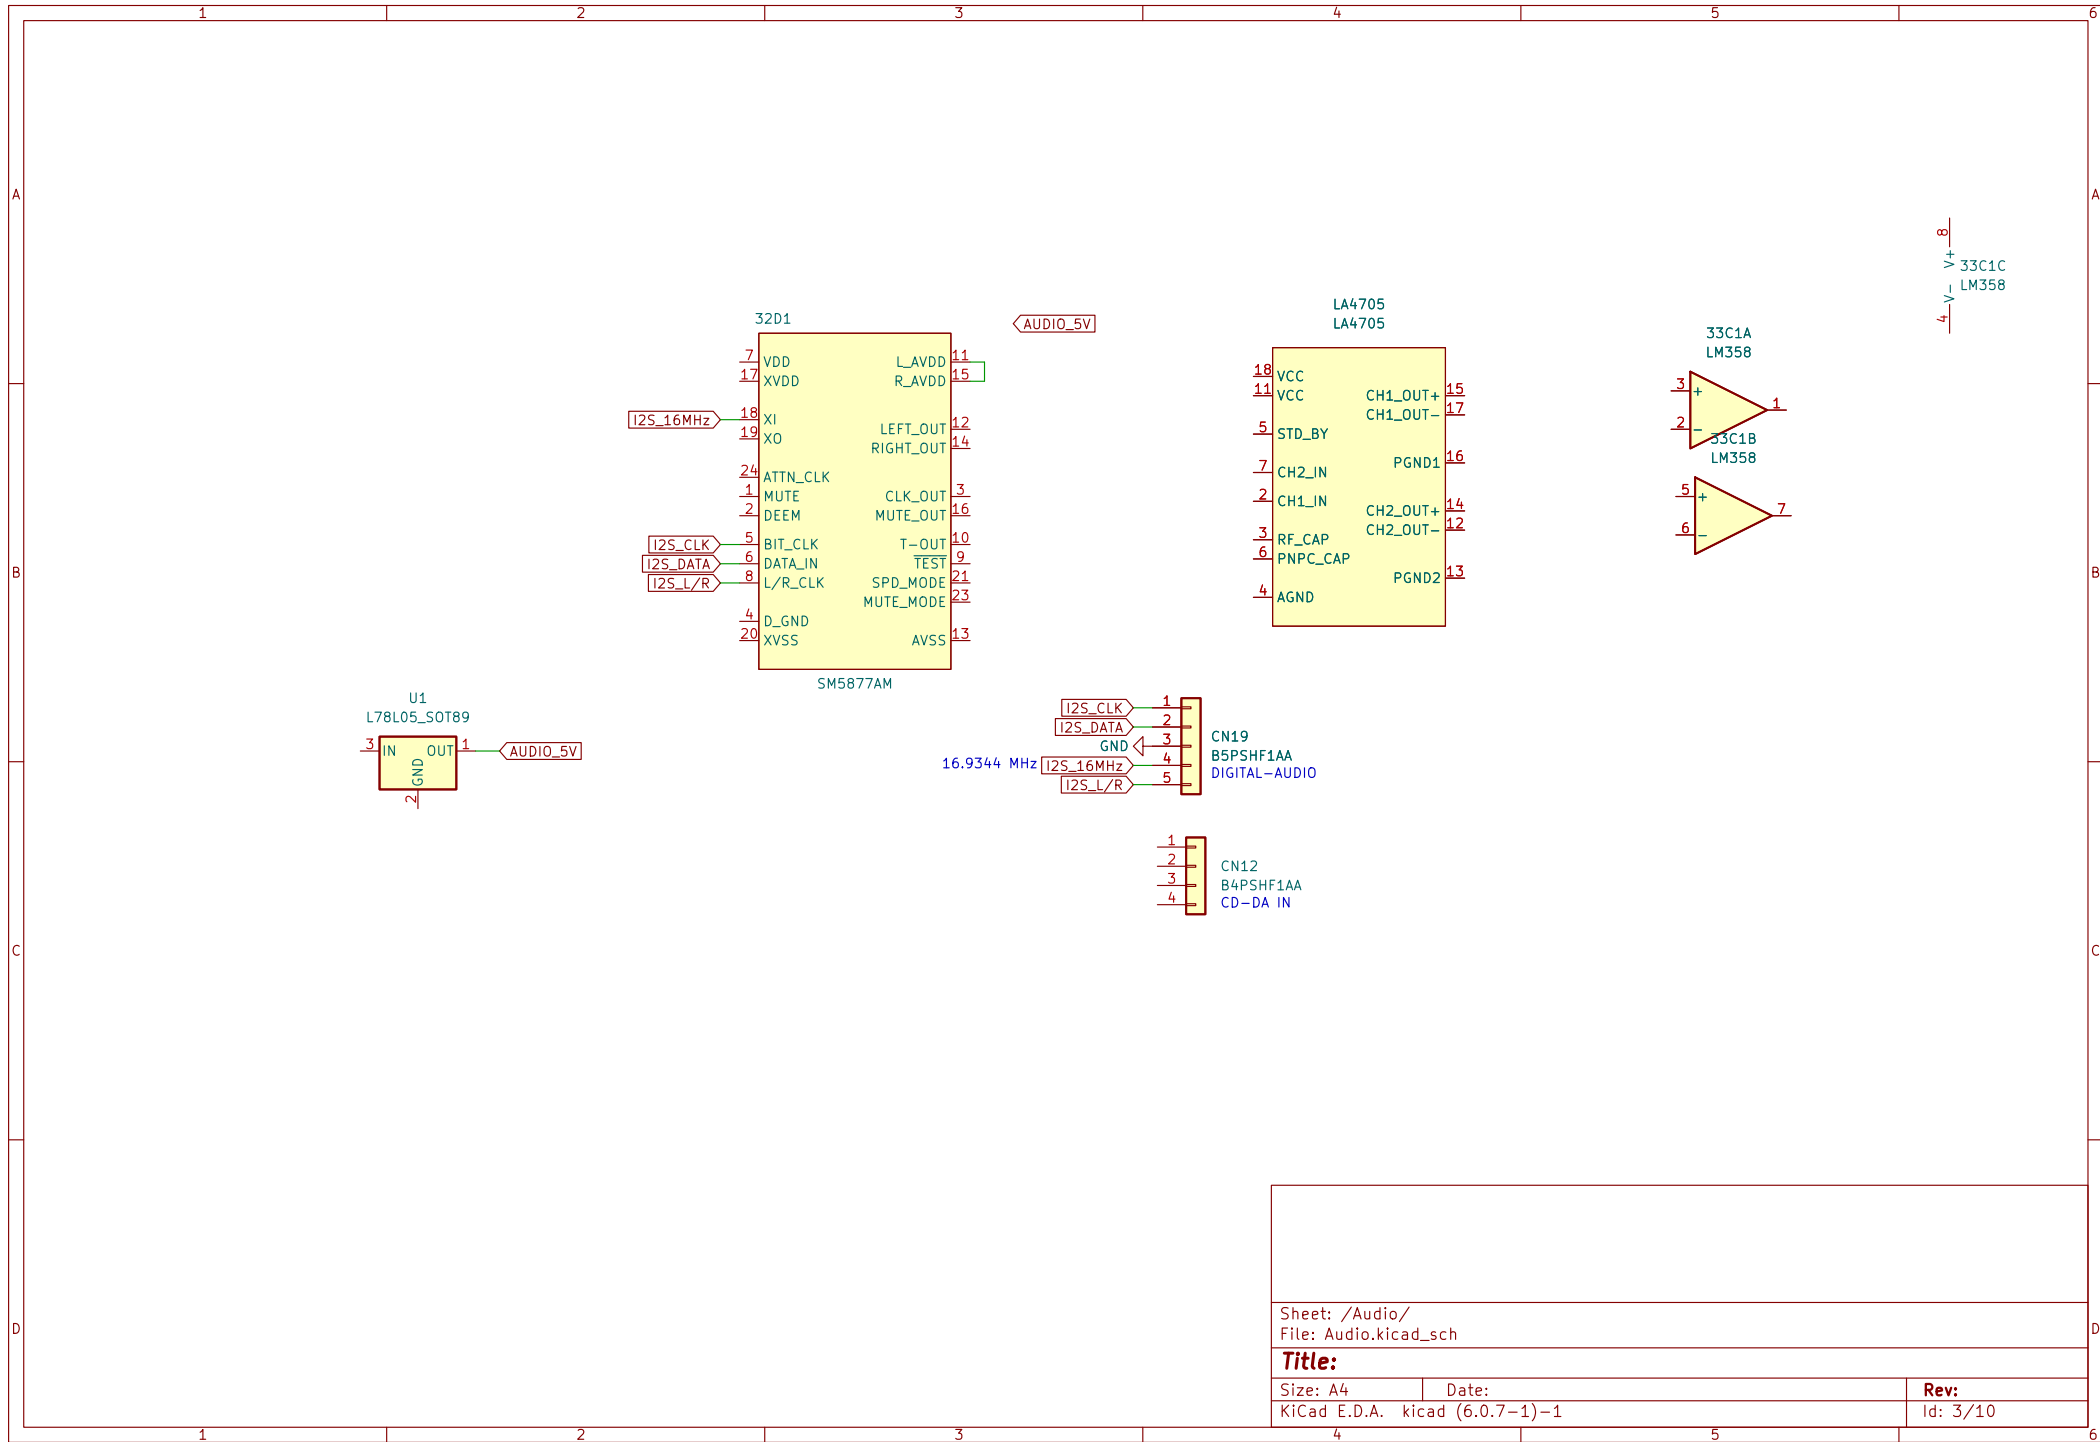 1 2 3 4 5 6
A A
B B
C C
D D
1 2 3 4 5 6
32D1
7 VDD
17 XVDD
I2S_16MHz 18 XI
19 XO
24 ATTN_CLK
1 MUTE
2 DEEM
I2S_CLK 5 BIT_CLK
I2S_DATA 6 DATA_IN
I2S_L/R 8 L/R_CLK
4 D_GND
20 XVSS
L_AVDD 11
R_AVDD 15
LEFT_OUT 12
RIGHT_OUT 14
CLK_OUT 3
MUTE_OUT 16
T-OUT 10
TEST 9
SPD_MODE 21
MUTE_MODE 23
AVSS 13
SM5877AM
AUDIO_5V
U1
L78L05_SOT89
3 IN OUT 1 AUDIO_5V
GND
2
LA4705
LA4705
18 VCC
11 VCC
5 STD_BY
7 CH2_IN
2 CH1_IN
3 RF_CAP
6 PNPC_CAP
4 AGND
CH1_OUT+ 15
CH1_OUT- 17
PGND1 16
CH2_OUT+ 14
CH2_OUT- 12
PGND2 13
33C1A
LM358
3 +
2 -
1
33C1B
LM358
5 +
6 -
7
8
V+
33C1C
LM358
V-
4
I2S_CLK 1
I2S_DATA 2
GND 3
16.9344 MHz I2S_16MHz 4
I2S_L/R 5
CN19
B5PSHF1AA
DIGITAL-AUDIO
1
2
3
4
CN12
B4PSHF1AA
CD-DA IN
Sheet: /Audio/
File: Audio.kicad_sch
Title:
Size: A4 Date: Rev:
KiCad E.D.A. kicad (6.0.7-1)-1 Id: 3/10